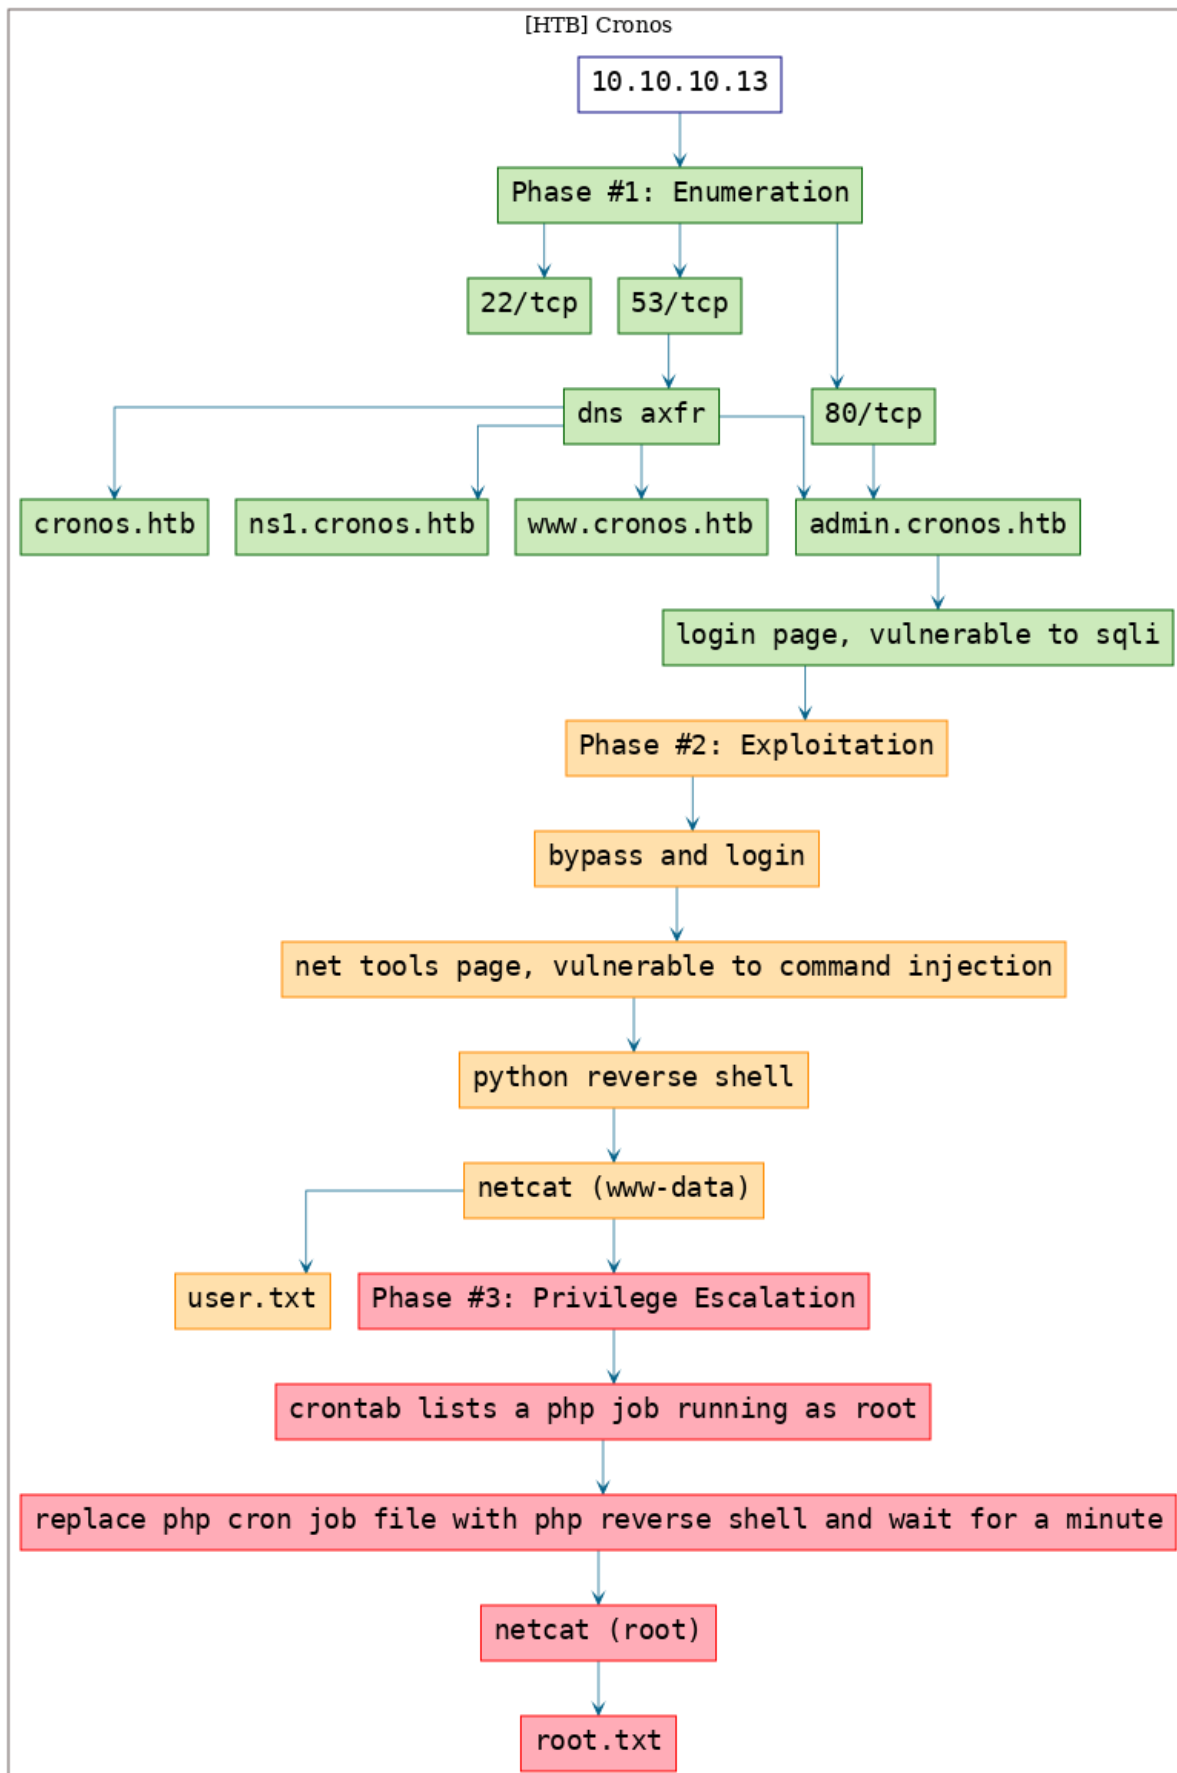 [HTB] Cronos
10.10.10.13
Phase #1: Enumeration
22/tcp
53/tcp
dns axfr
80/tcp
cronos.htb
ns1.cronos.htb
www.cronos.htb
admin.cronos.htb
login page, vulnerable to sqli
Phase #2: Exploitation
bypass and login
net tools page, vulnerable to command injection
python reverse shell
netcat (www-data)
user.txt
Phase #3: Privilege Escalation
crontab lists a php job running as root
replace php cron job file with php reverse shell and wait for a minute
netcat (root)
root.txt